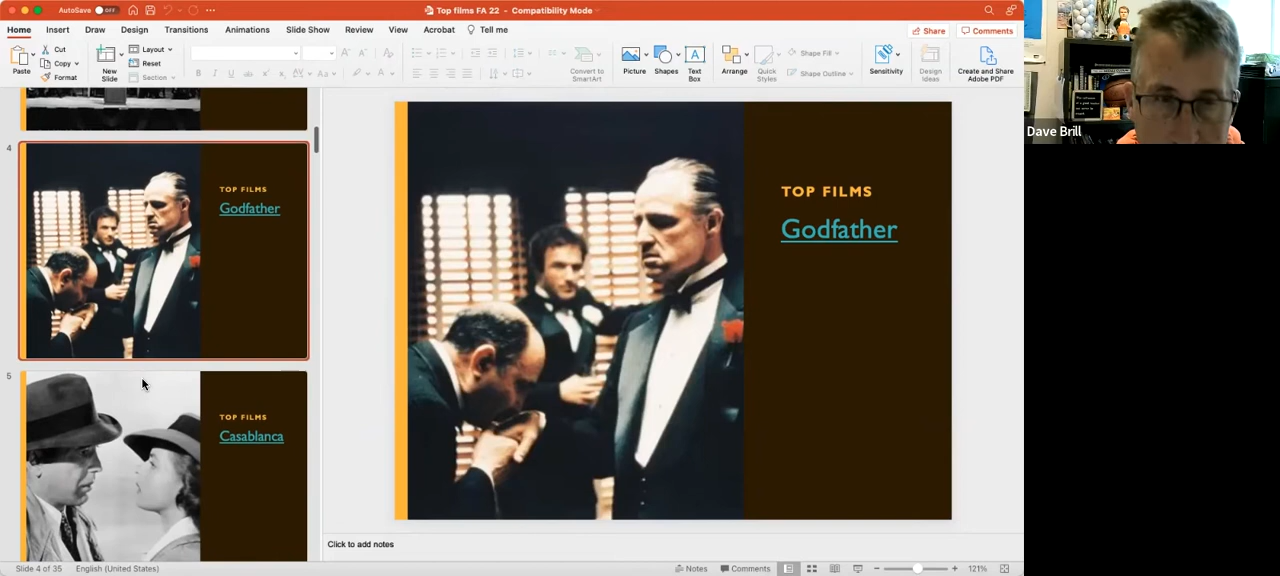 AutoSave OFF
Top films FA 22 - Compatibility Mode
Home Insert Draw Design Transitions Animations Slide Show Review View Acrobat Tell me Share Comments
Paste Cut Copy Format New Slide Layout Reset Section Convert to SmartArt Picture Shapes Text Box Arrange Quick Styles Shape Fill Shape Outline Sensitivity Design Ideas Create and Share Adobe PDF
Dave Brill
4
TOP FILMS
Godfather
5
TOP FILMS
Casablanca
TOP FILMS
Godfather
Click to add notes
Slide 4 of 35 English (United States) Notes Comments 121%